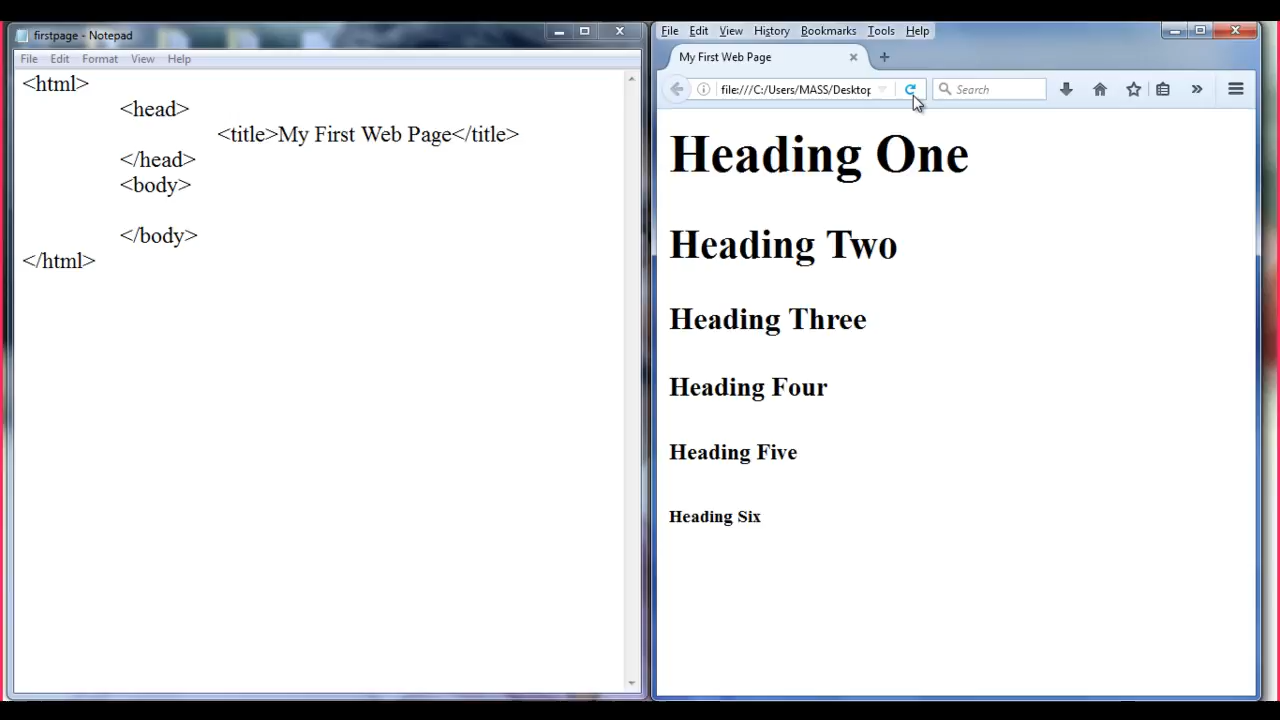 firstpage - Notepad
File Edit Format View Help
<html>
<head>
<title>My First Web Page</title>
</head>
<body>
</body>
</html>
File Edit View History Bookmarks Tools Help
My First Web Page
file:///C:/Users/MASS/Desktop
Search
Heading One
Heading Two
Heading Three
Heading Four
Heading Five
Heading Six